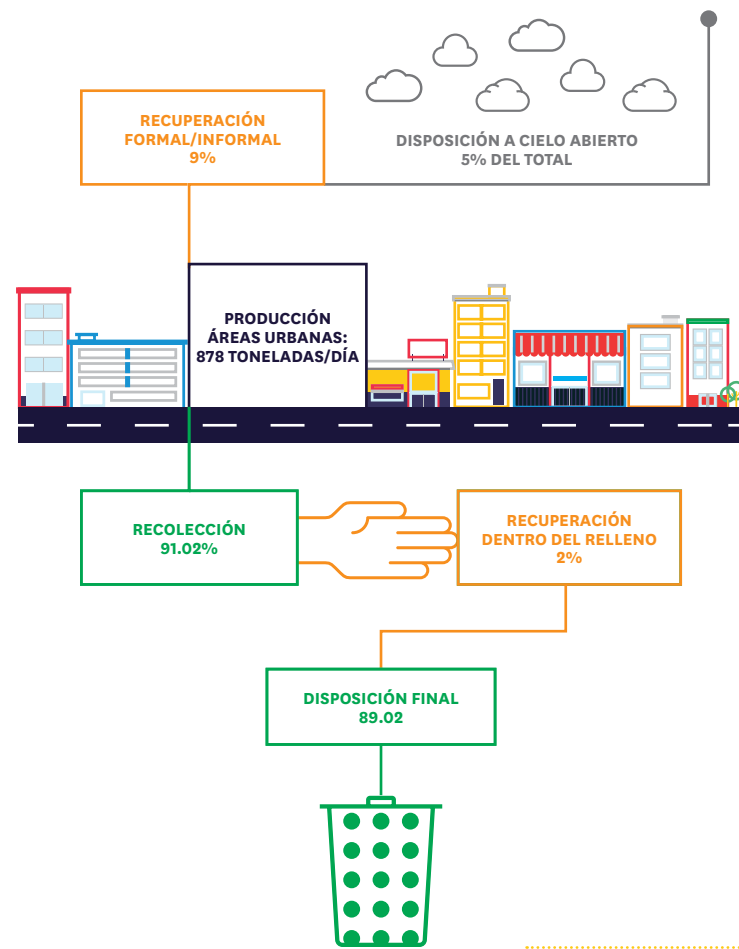 RECUPERACIÓN
FORMAL/INFORMAL
9%
DISPOSICIÓN A CIELO ABIERTO
5% DEL TOTAL
PRODUCCIÓN
ÁREAS URBANAS:
878 TONELADAS/DÍA
RECOLECCIÓN
91.02%
RECUPERACIÓN
DENTRO DEL RELLENO
2%
DISPOSICIÓN FINAL
89.02